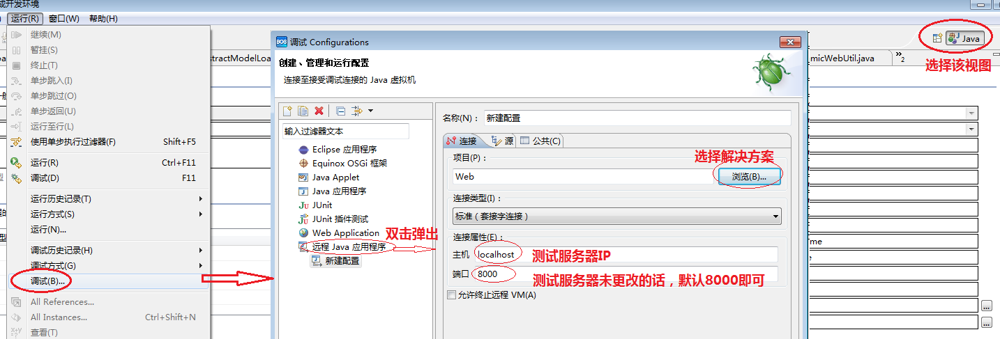 成开发环境
运行(R) 窗口(W) 帮助(H)
继续(M)
暂挂(S)
终止(T)
单步跳入(I)
单步跳过(O)
单步返回(U)
运行至行(L)
使用单步执行过滤器(F) Shift+F5
运行(R) Ctrl+F11
调试(D) F11
运行历史记录(T)
运行方式(S)
运行(N)...
调试历史记录(H)
调试方式(G)
调试(B)...
All References...
All Instances... Ctrl+Shift+N
查看(T)
stractModelLoa
BOS 调试 Configurations
创建、管理和运行配置
连接至接受调试连接的 Java 虚拟机
输入过滤器文本
Eclipse 应用程序
Equinox OSGi 框架
Java Applet
Java 应用程序
JUnit
JUnit 插件测试
Web Application
远程 Java 应用程序
新建配置
双击弹出
名称(N)： 新建配置
连接 源 公共(C)
项目(P)：
选择解决方案
Web 浏览(B)...
连接类型(I)：
标准（套接字连接）
连接属性(F)：
主机 localhost 测试服务器IP
端口 8000 测试服务器未更改的话，默认8000即可
允许终止远程 VM(A)
Java
选择该视图
micWebUtil.java
2
me